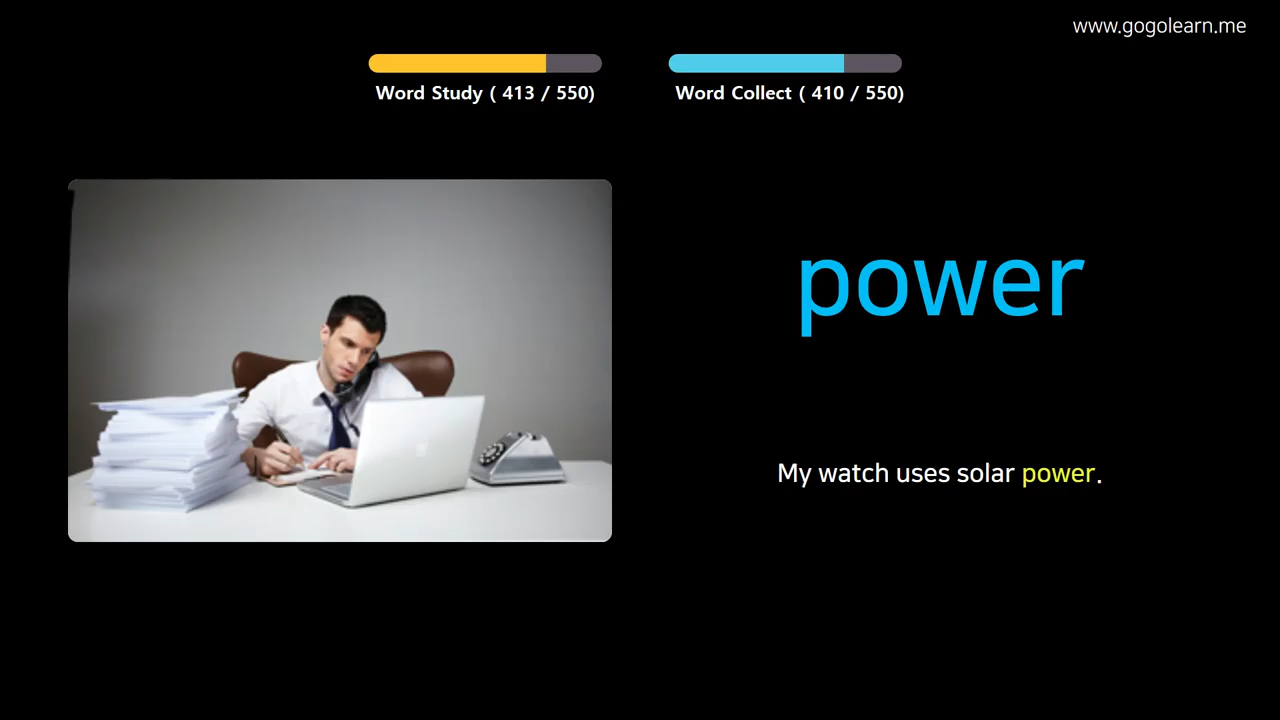 www.gogolearn.me
Word Study ( 413 / 550)
Word Collect ( 410 / 550)
power
My watch uses solar power.